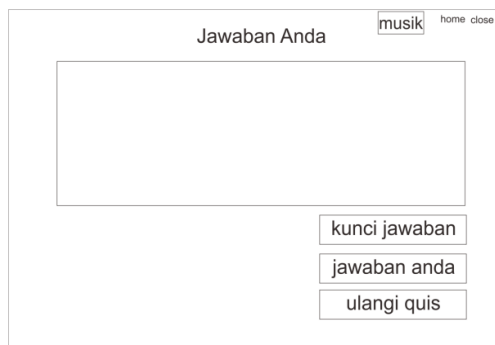 musik home close
Jawaban Anda
kunci jawaban
jawaban anda
ulangi quis